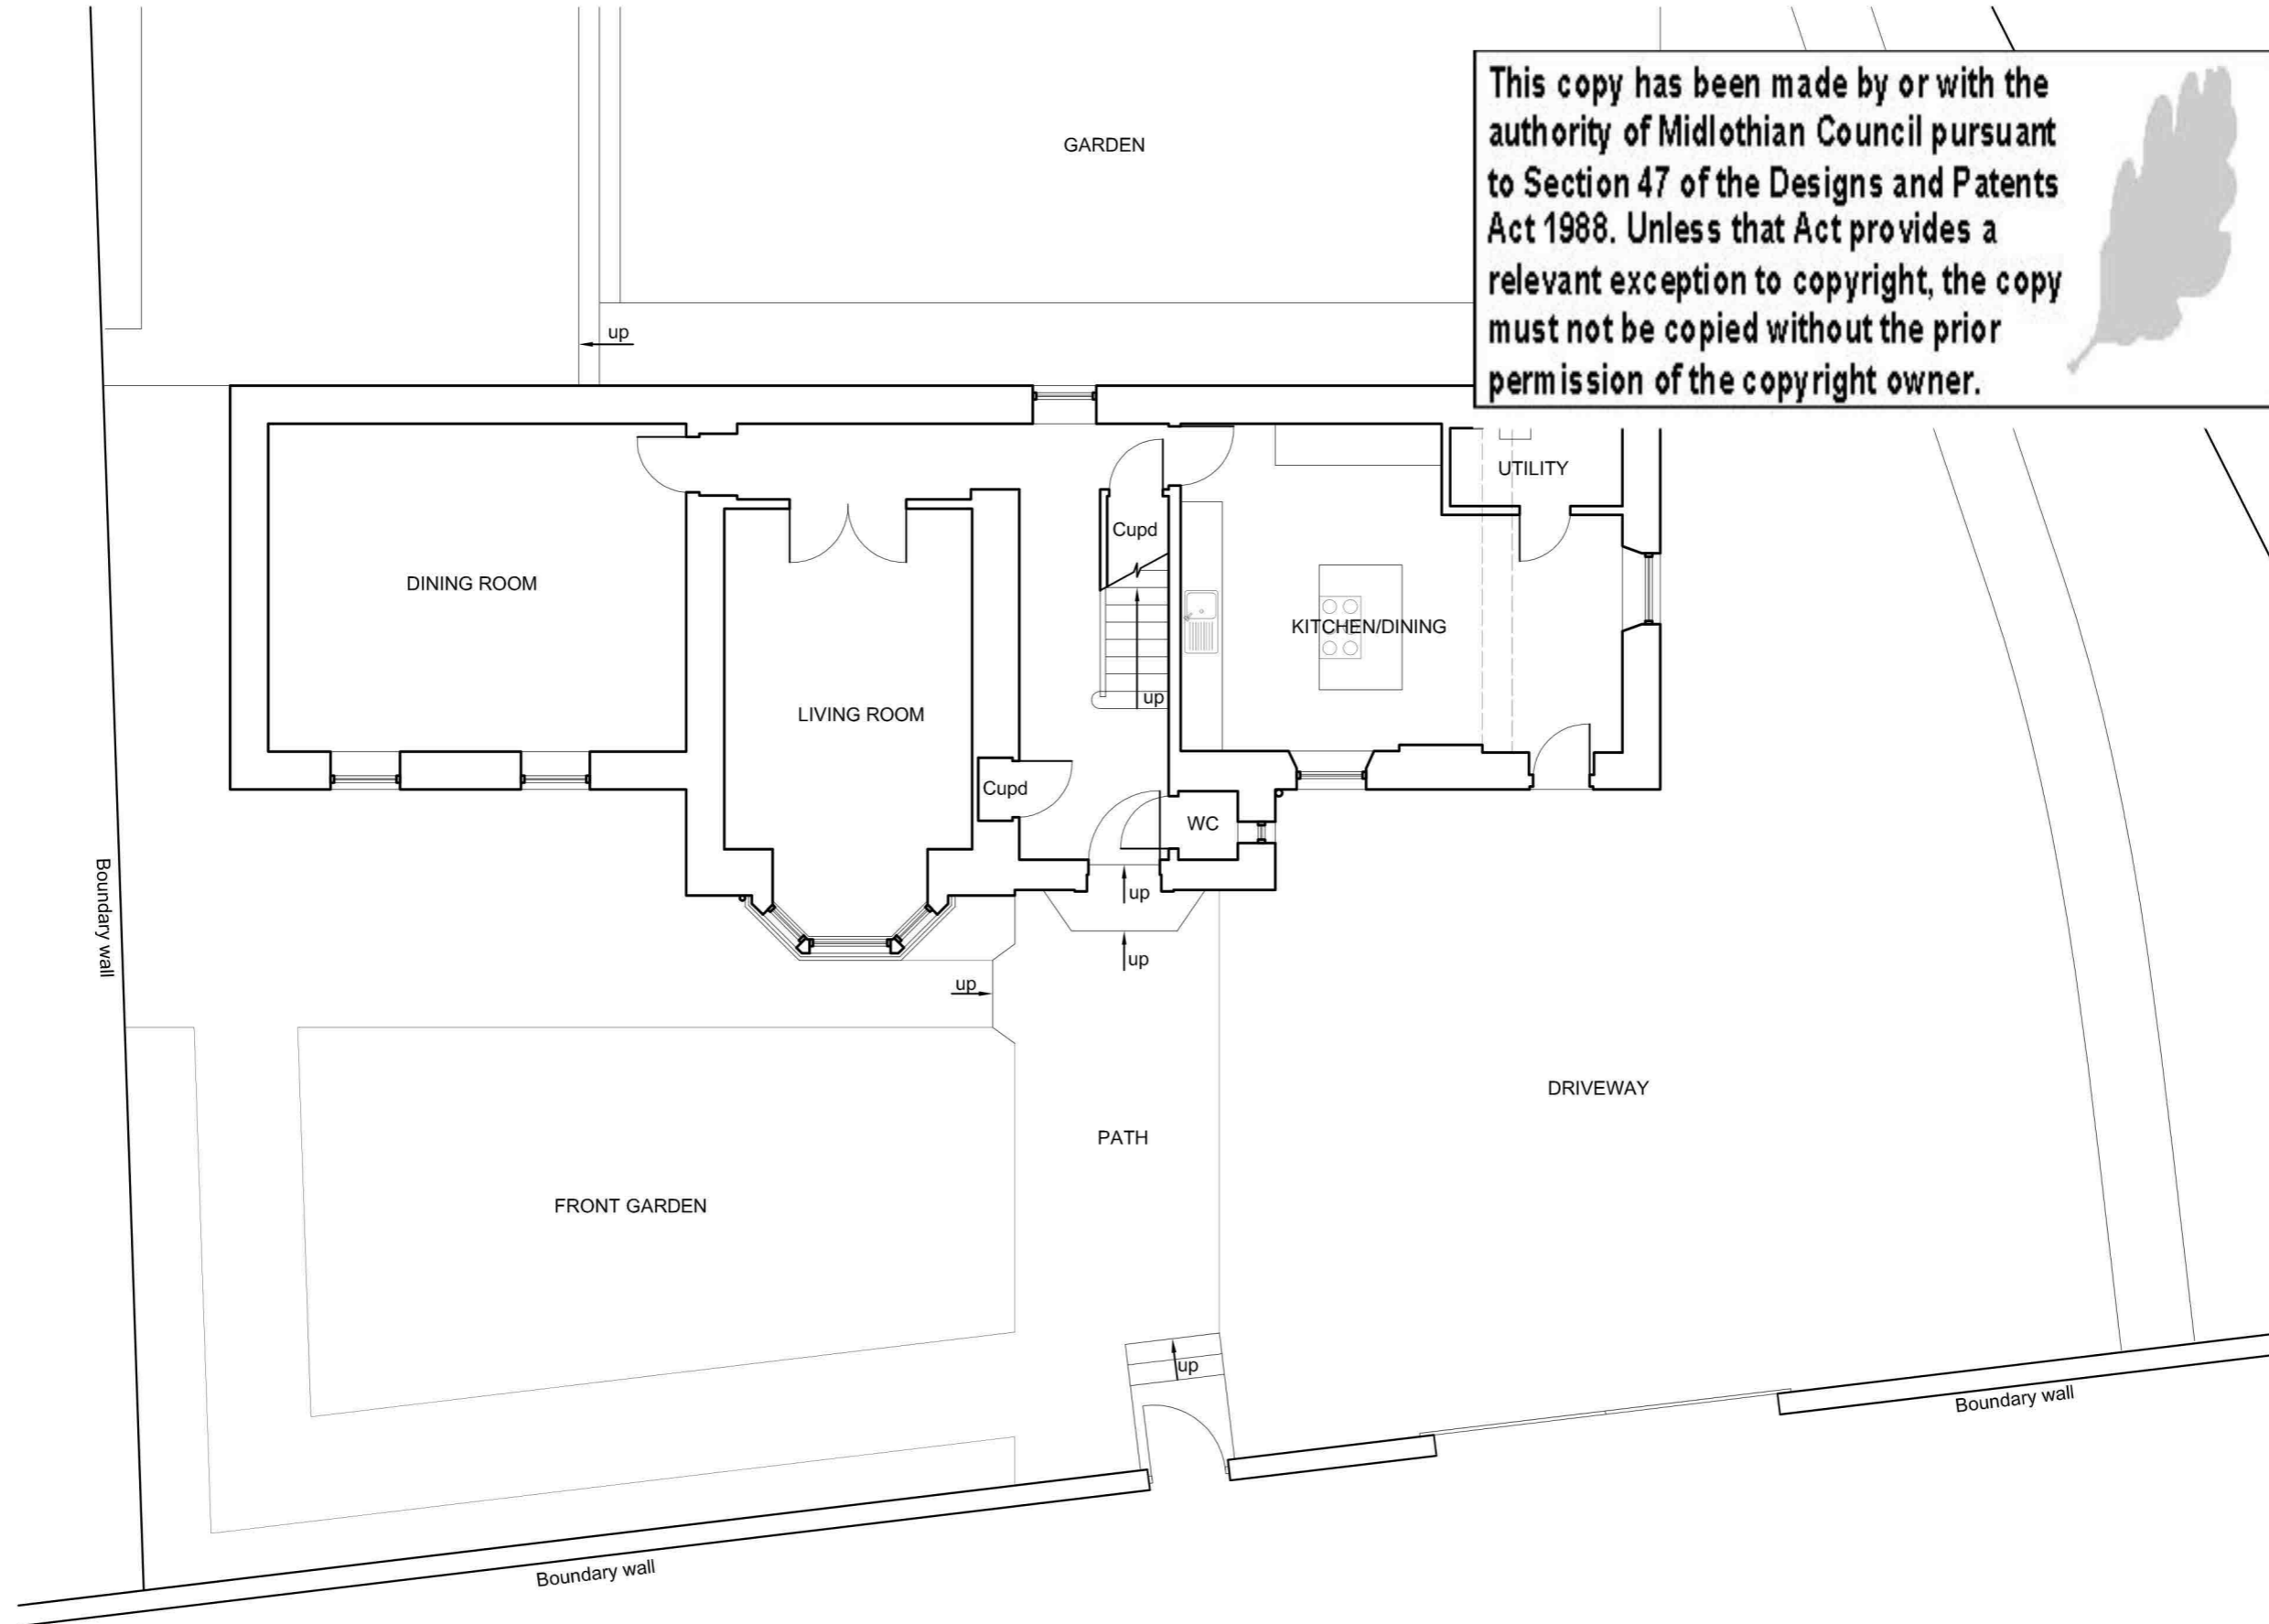 This copy has been made by or with the
authority of Midlothian Council pursuant
to Section 47 of the Designs and Patents
Act 1988. Unless that Act provides a
relevant exception to copyright, the copy
must not be copied without the prior
permission of the copyright owner.
GARDEN
up
UTILITY
Cupd
DINING ROOM
KITCHEN/DINING
up
LIVING ROOM
Cupd
WC
up
up
up
Boundary wall
DRIVEWAY
PATH
FRONT GARDEN
up
Boundary wall
Boundary wall